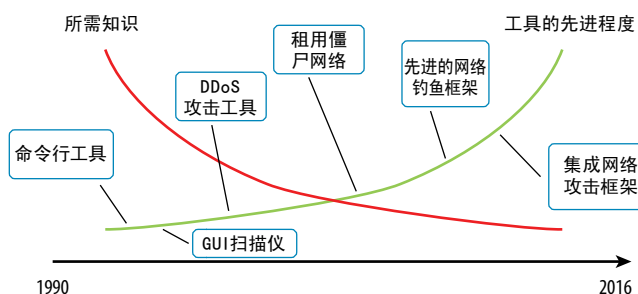 所需知识
工具的先进程度
租用僵
尸网络
先进的网络
钓鱼框架
DDoS
攻击工具
命令行工具
集成网络
攻击框架
GUI扫描仪
1990
2016